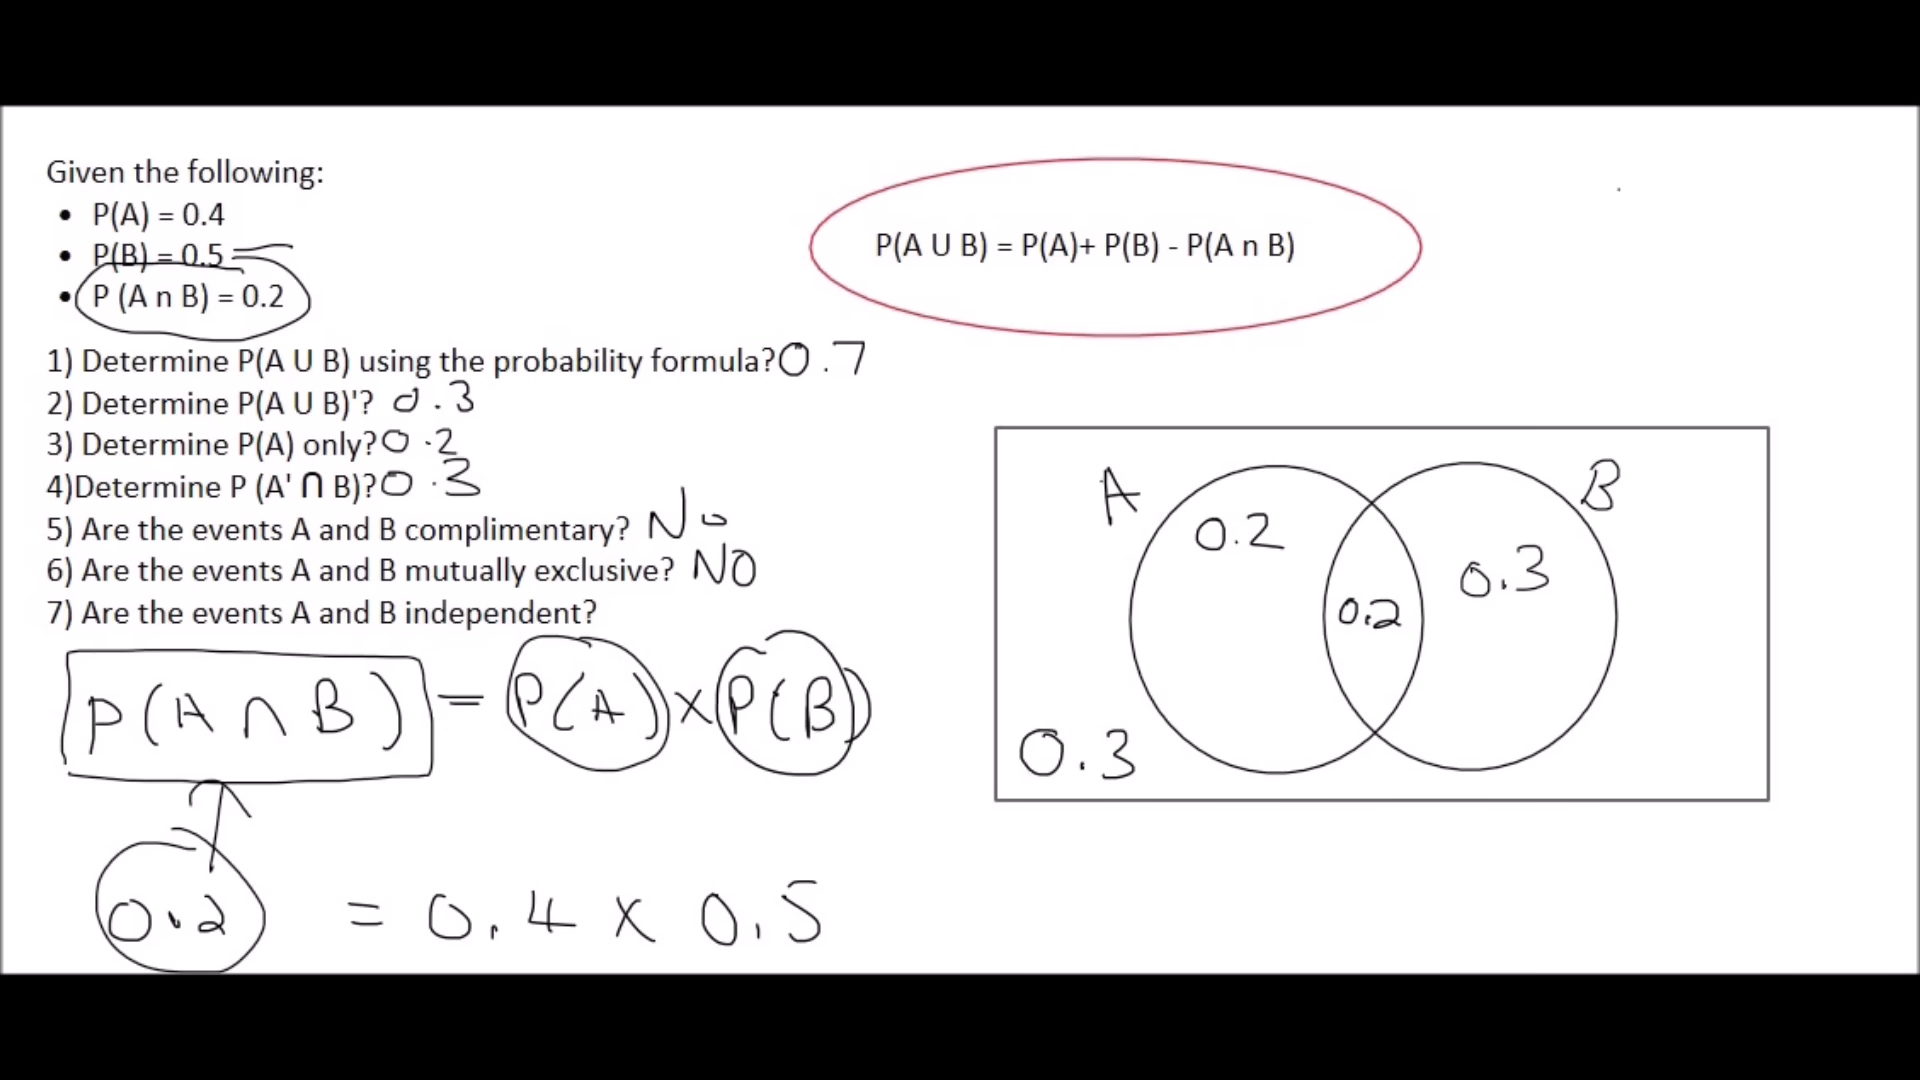 Given the following:
• P(A) = 0.4
• P(B) = 0.5
• P (A n B) = 0.2
P(A U B) = P(A)+ P(B) - P(A n B)
1) Determine P(A U B) using the probability formula? 0.7
2) Determine P(A U B)'? 0.3
3) Determine P(A) only? 0.2
4)Determine P (A' ∩ B)? 0.3
5) Are the events A and B complimentary? No
6) Are the events A and B mutually exclusive? NO
7) Are the events A and B independent?
P(A ∩ B) = P(A) × P(B)
0.2 = 0.4 × 0.5
A
B
0.2
0.3
0.2
0.3